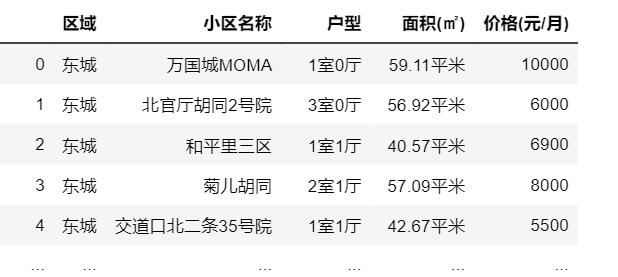 区域 小区名称 户型 面积(㎡) 价格(元/月)
0 东城 万国城MOMA 1室0厅 59.11平米 10000
1 东城 北官厅胡同2号院 3室0厅 56.92平米 6000
2 东城 和平里三区 1室1厅 40.57平米 6900
3 东城 菊儿胡同 2室1厅 57.09平米 8000
4 东城 交道口北二条35号院 1室1厅 42.67平米 5500
... ... ... ... ... ...